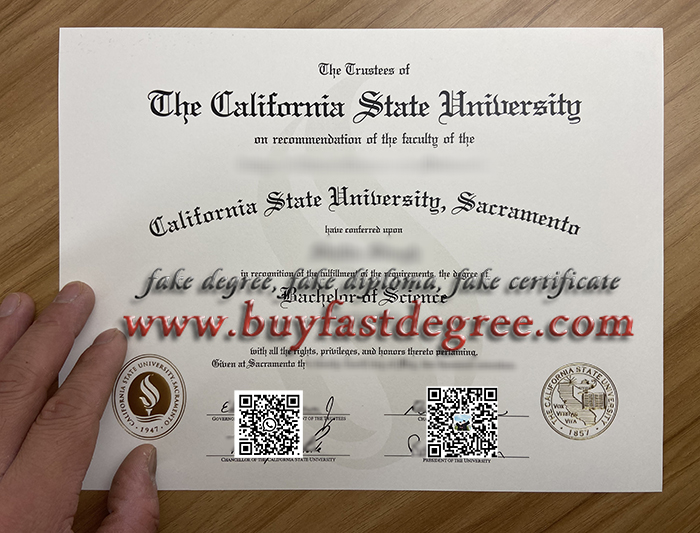 The Trustees of
The California State University
on recommendation of the faculty of the
California State University, Sacramento
have conferred upon
in recognition of the fulfillment of the requirements, the degree of
fake degree, fake diploma, fake certificate
Bachelor of Science
www.buyfastdegree.com
with all the rights, privileges, and honors thereto pertaining.
Given at Sacramento th
CALIFORNIA STATE UNIVERSITY, SACRAMENTO
• 1947 •
THE CALIFORNIA STATE UNIVERSITY
VOX
VERITAS
VITA
• 1857 •
Chancellor of the California State University
President of the University